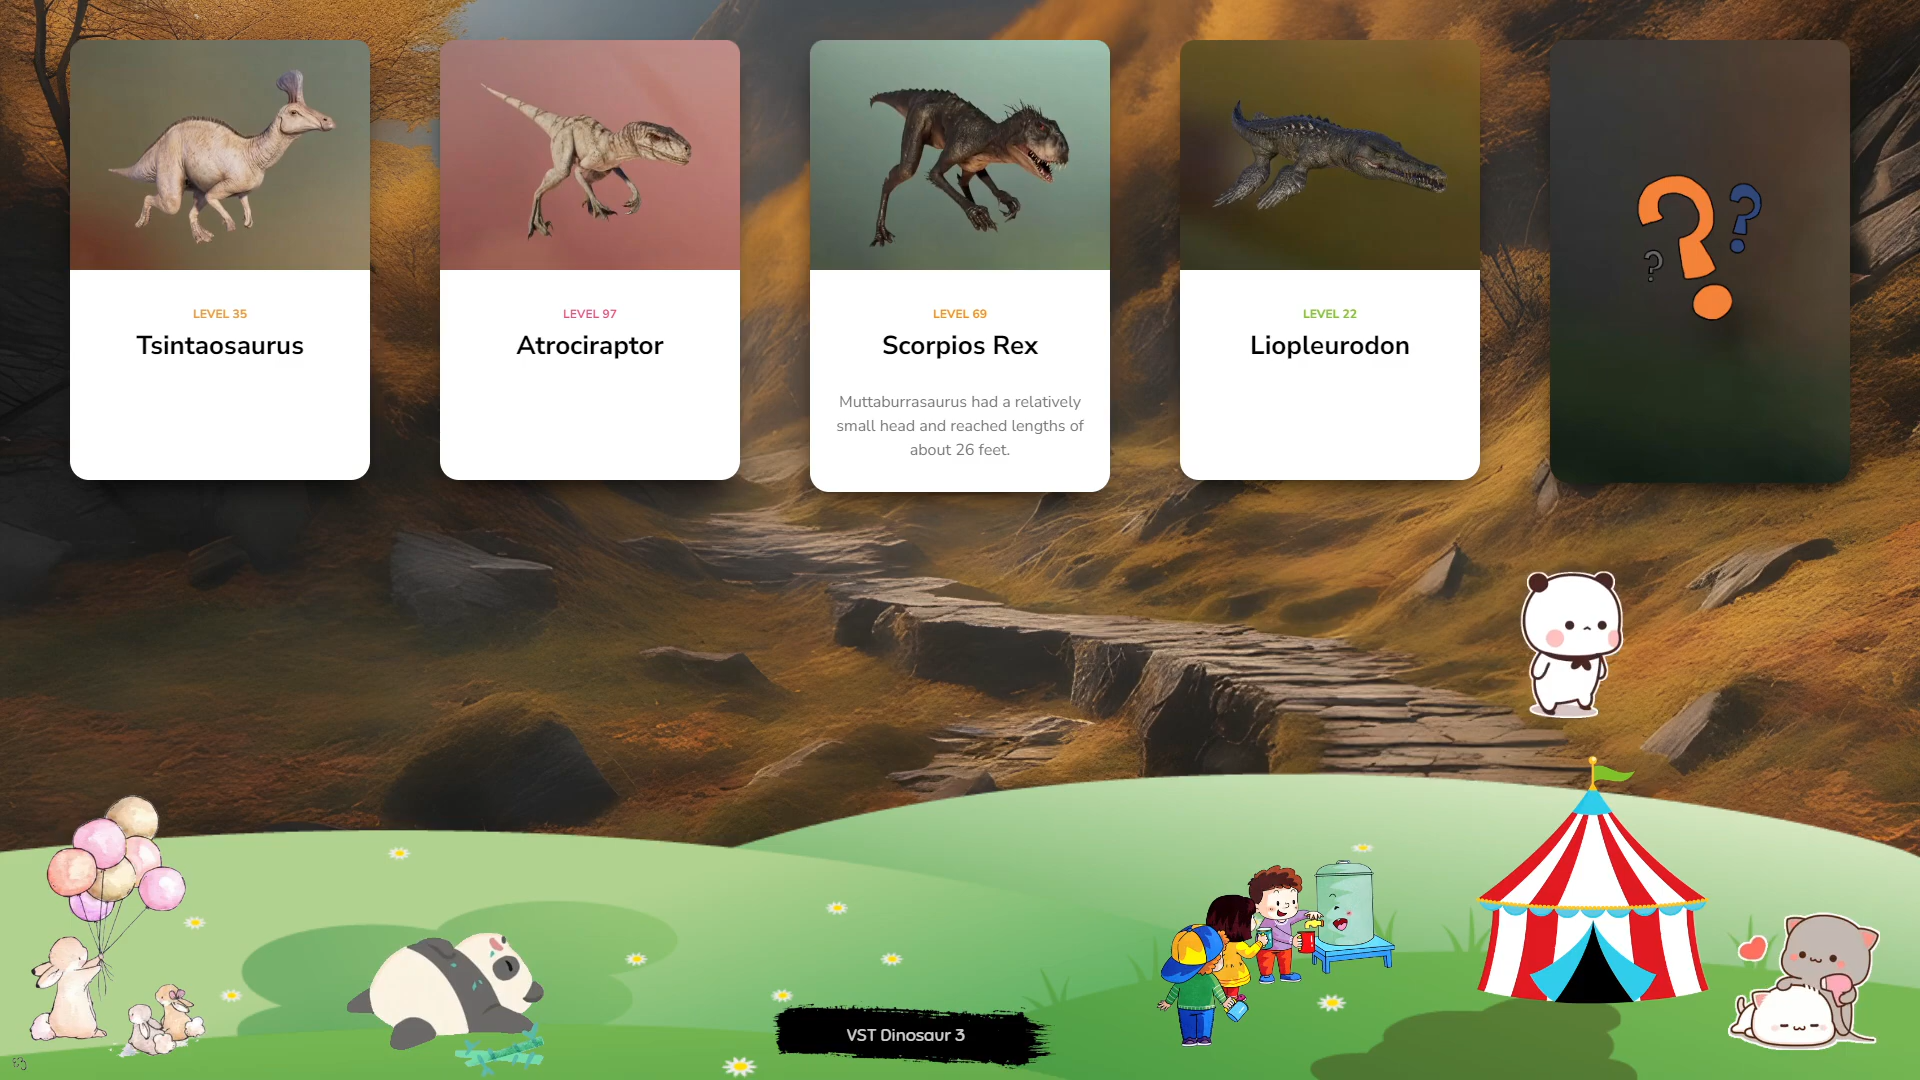 LEVEL 35
Tsintaosaurus
LEVEL 97
Atrociraptor
LEVEL 69
Scorpios Rex
Muttaburrasaurus had a relatively
small head and reached lengths of
about 26 feet.
LEVEL 22
Liopleurodon
? ? ?
VST Dinosaur 3